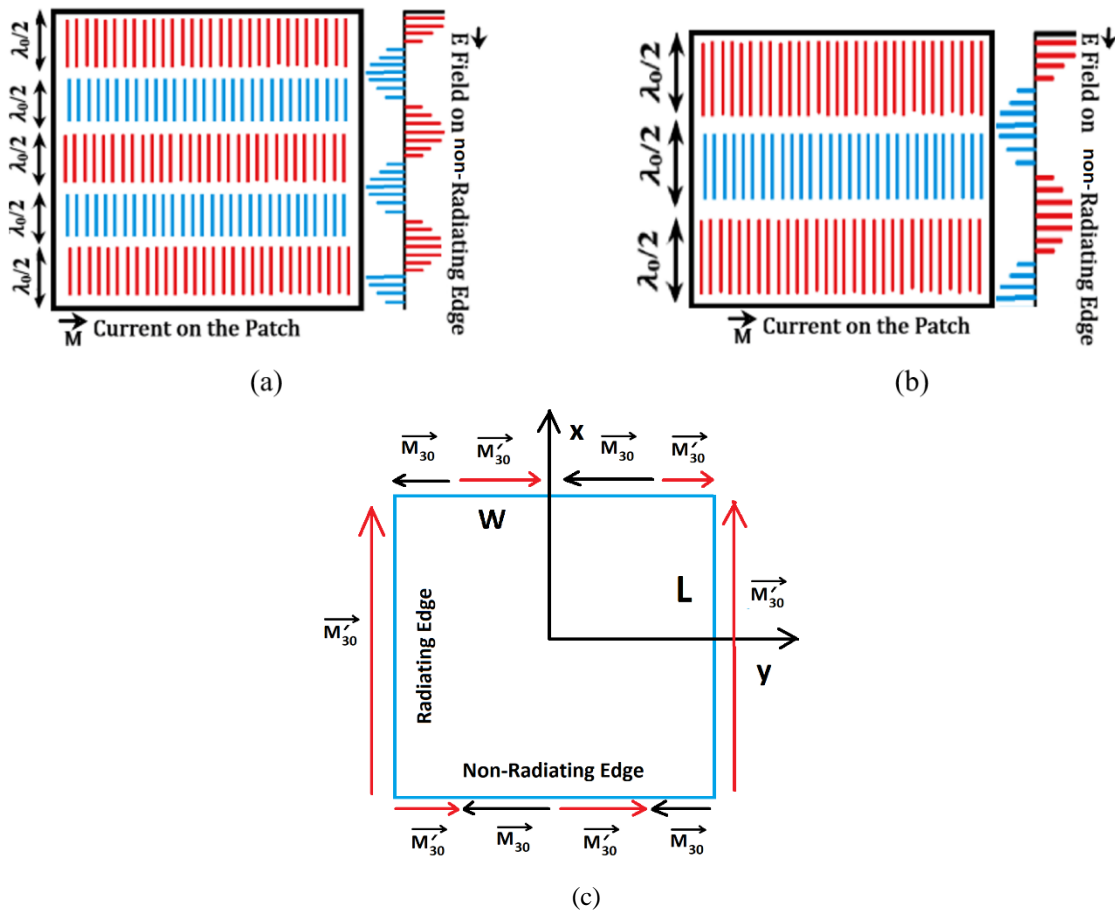 λ₀/2
λ₀/2
λ₀/2
λ₀/2
λ₀/2
E Field on non-Radiating Edge
M⃗ Current on the Patch
(a)
λ₀/2
λ₀/2
λ₀/2
E Field on non-Radiating Edge
M⃗ Current on the Patch
(b)
M₃₀ M′₃₀ x M₃₀ M′₃₀
W
L
M′₃₀
M′₃₀
Radiating Edge
y
Non-Radiating Edge
M′₃₀ M₃₀ M′₃₀ M₃₀
(c)